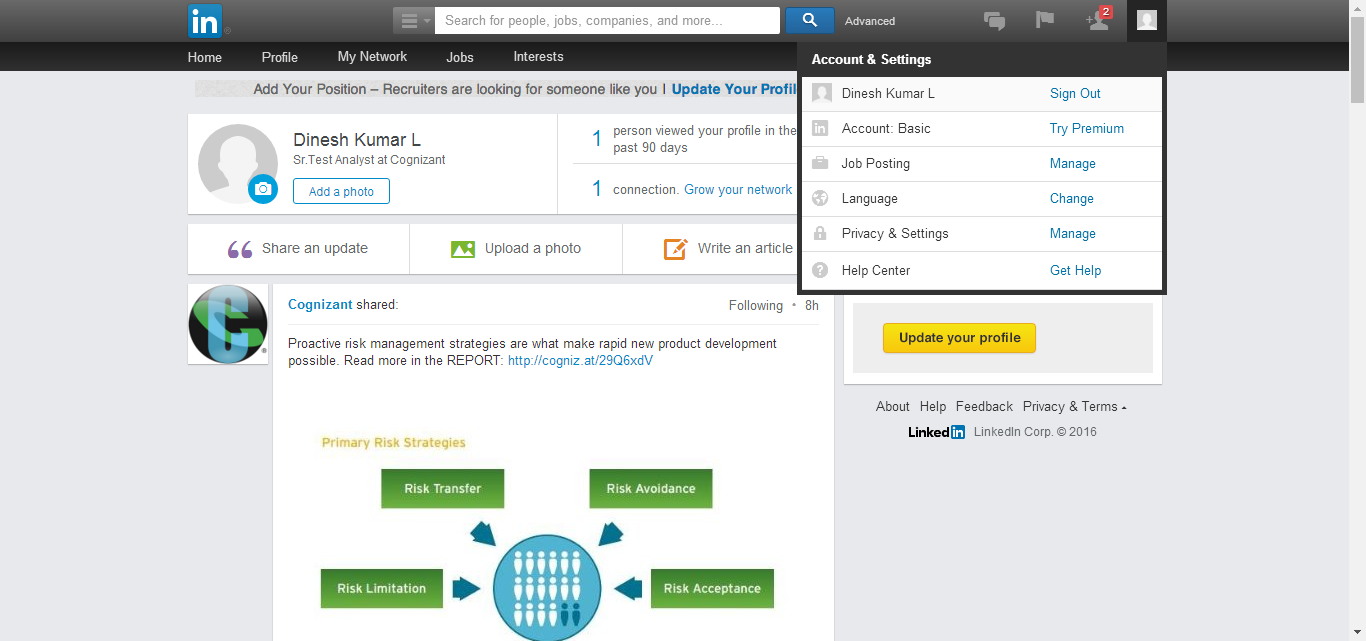 in
Search for people, jobs, companies, and more...
Advanced
2
Home
Profile
My Network
Jobs
Interests
Account & Settings
Dinesh Kumar L
Sign Out
in
Account: Basic
Try Premium
Job Posting
Manage
Language
Change
Privacy & Settings
Manage
?
Help Center
Get Help
Add Your Position – Recruiters are looking for someone like you | Update Your Profil
Dinesh Kumar L
Sr.Test Analyst at Cognizant
Add a photo
1
person viewed your profile in the
past 90 days
1
connection. Grow your network
Share an update
Upload a photo
Write an article
Cognizant shared:
Following • 8h
Proactive risk management strategies are what make rapid new product development
possible. Read more in the REPORT: http://cogniz.at/29Q6xdV
Primary Risk Strategies
Risk Transfer
Risk Avoidance
Risk Limitation
Risk Acceptance
Update your profile
About Help Feedback Privacy & Terms
Linkedin LinkedIn Corp. © 2016